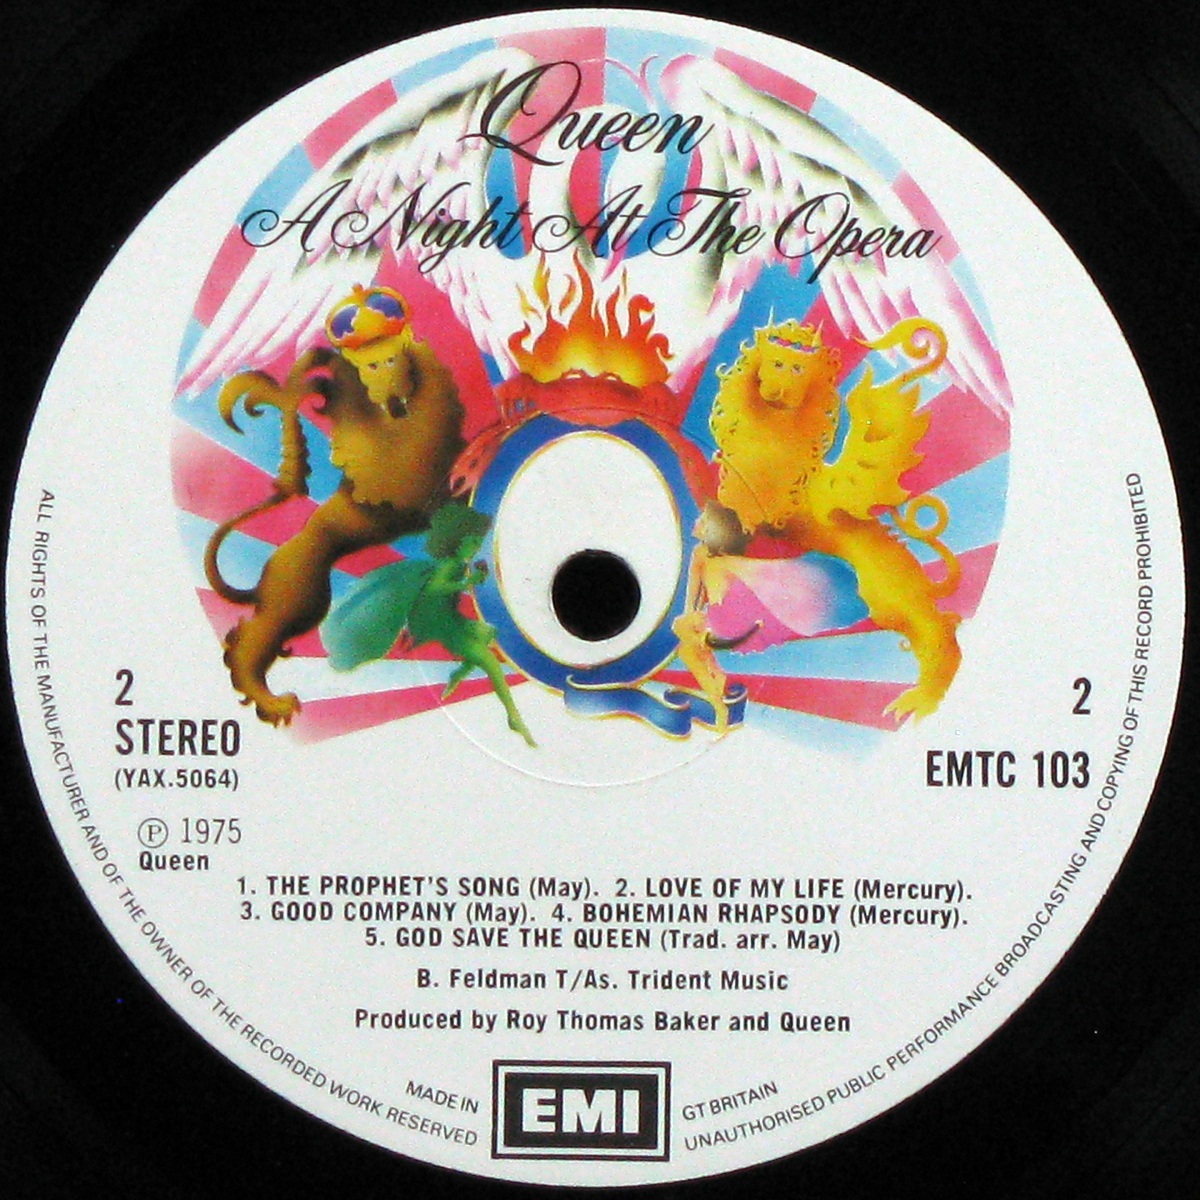 Queen
A Night At The Opera
2
STEREO
(YAX.5064)
2
EMTC 103
Ⓟ 1975
Queen
1. THE PROPHET'S SONG (May). 2. LOVE OF MY LIFE (Mercury).
3. GOOD COMPANY (May). 4. BOHEMIAN RHAPSODY (Mercury).
5. GOD SAVE THE QUEEN (Trad. arr. May)
B. Feldman T/As. Trident Music
Produced by Roy Thomas Baker and Queen
MADE IN
EMI
GT BRITAIN
ALL RIGHTS OF THE MANUFACTURER AND OF THE OWNER OF THE RECORDED WORK RESERVED
UNAUTHORISED PUBLIC PERFORMANCE BROADCASTING AND COPYING OF THIS RECORD PROHIBITED